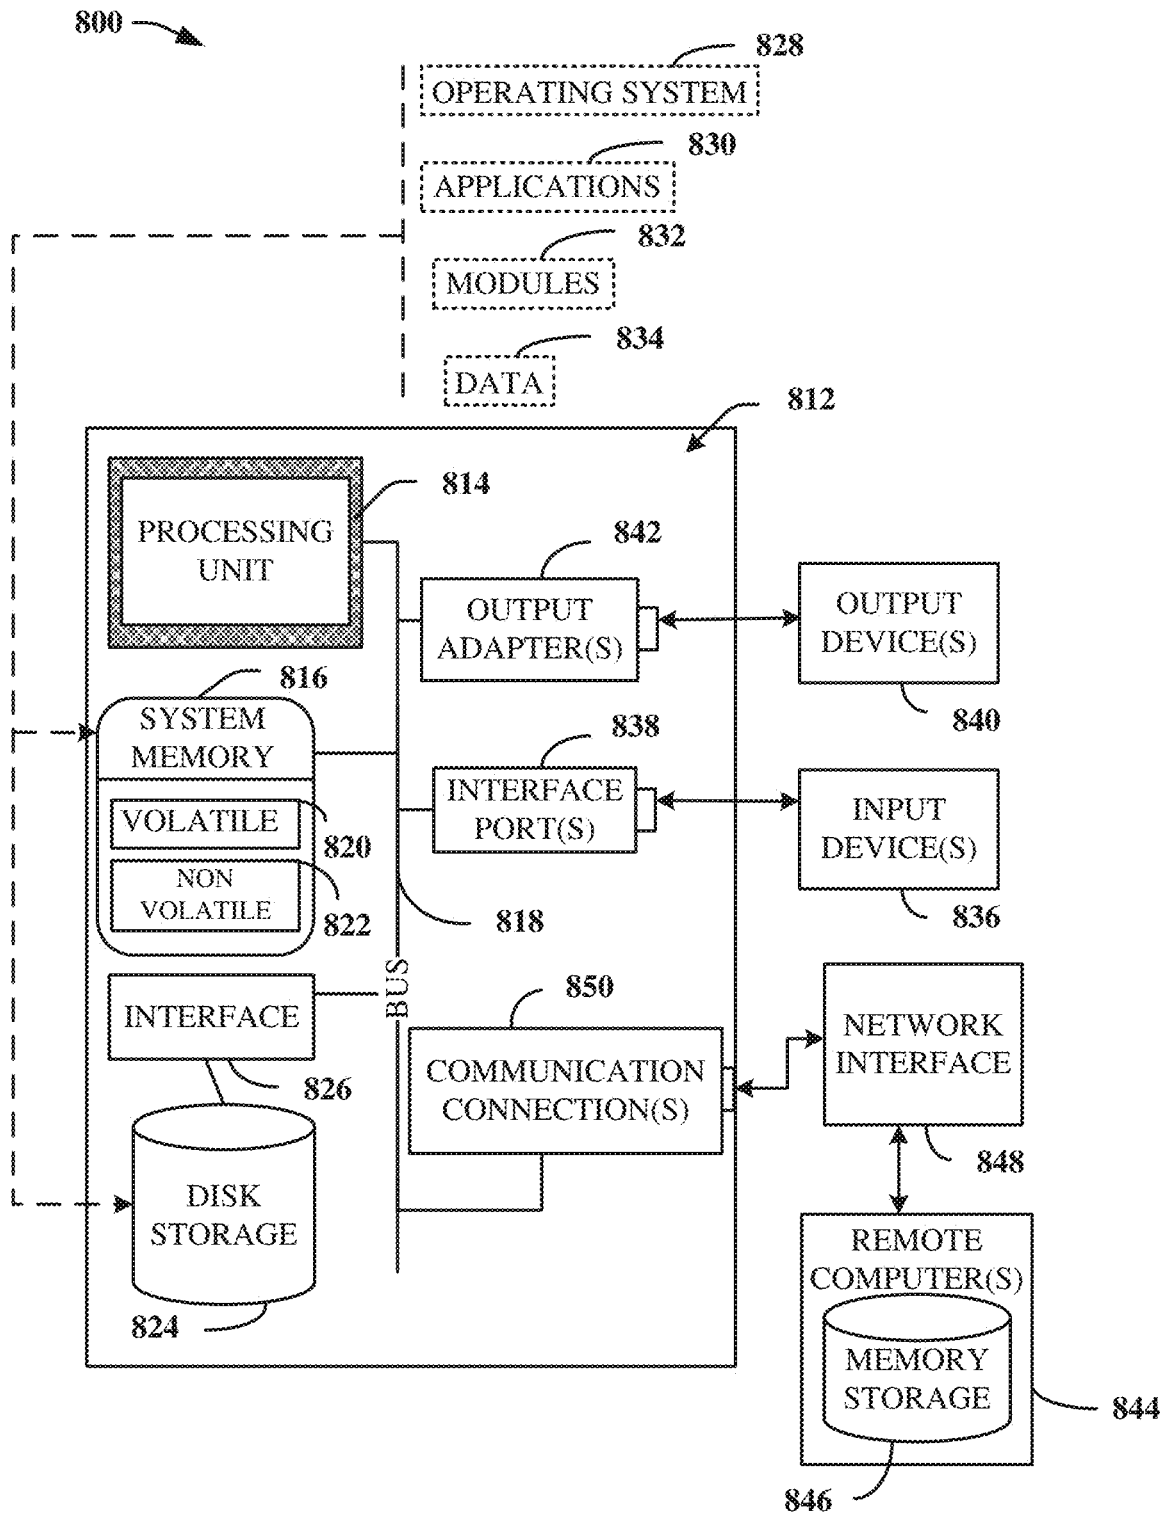 800
828
OPERATING SYSTEM
830
APPLICATIONS
832
MODULES
834
DATA
812
814
PROCESSING
UNIT
842
OUTPUT
ADAPTER(S)
OUTPUT
DEVICE(S)
840
816
SYSTEM
MEMORY
838
INTERFACE
PORT(S)
INPUT
DEVICE(S)
836
VOLATILE
820
NON
VOLATILE
822
818
BUS
INTERFACE
826
850
COMMUNICATION
CONNECTION(S)
NETWORK
INTERFACE
848
DISK
STORAGE
824
REMOTE
COMPUTER(S)
MEMORY
STORAGE
844
846